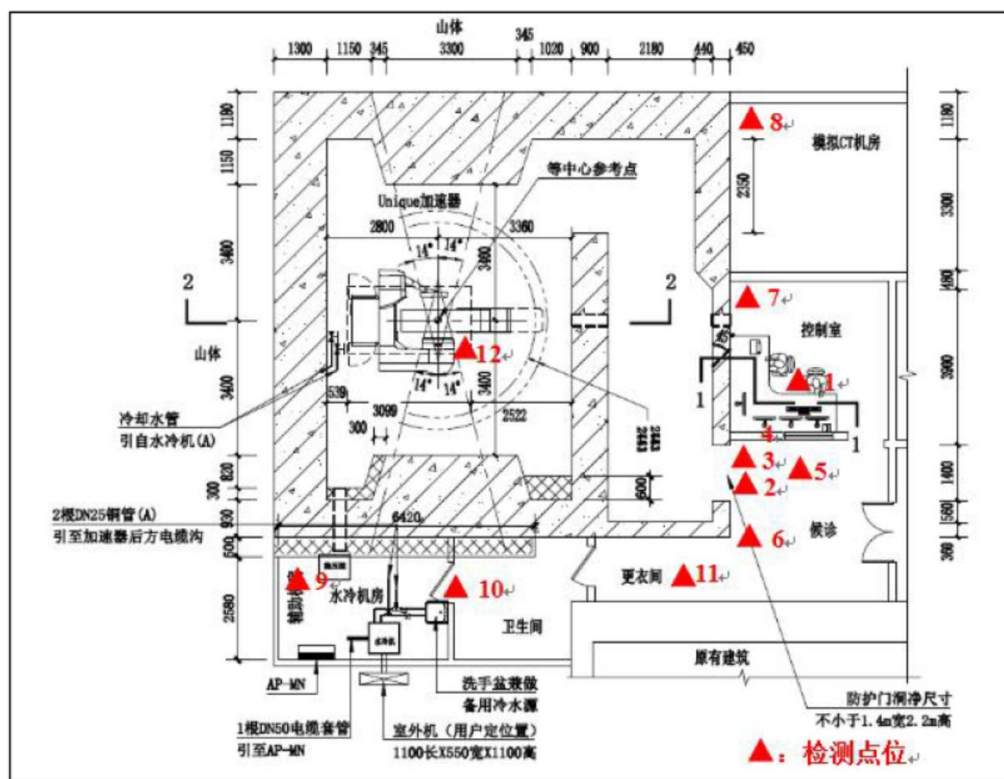 山体
345
1300 1150 345 3300 1020 900 2180 440 450
1180
1150
3400
3400
820
300
930
500
2580
1180
3300
480
3900
1400
560
360
▲8
模拟CT机房
2350
等中心参考点
Unique加速器
2800
3360
14° 14°
3400
2
2
▲7
控制室
山体
▲12
▲1
14° 14°
3400
1
1
539
3099
2522
300
冷却水管
引自水冷机(A)
2443
2443
▲4
▲3
▲5
▲2
600
2根DN25铜管(A)
引至加速器后方电缆沟
6420
▲6
候诊
▲9
水冷机房
▲10
更衣间
▲11
卫生间
水冷机
原有建筑
AP-MN
洗手盆兼做
备用冷水源
防护门洞净尺寸
不小于1.4m宽2.2m高
1根DN50电缆套管
引至AP-MN
室外机（用户定位置）
1100长X550宽X1100高
▲：检测点位